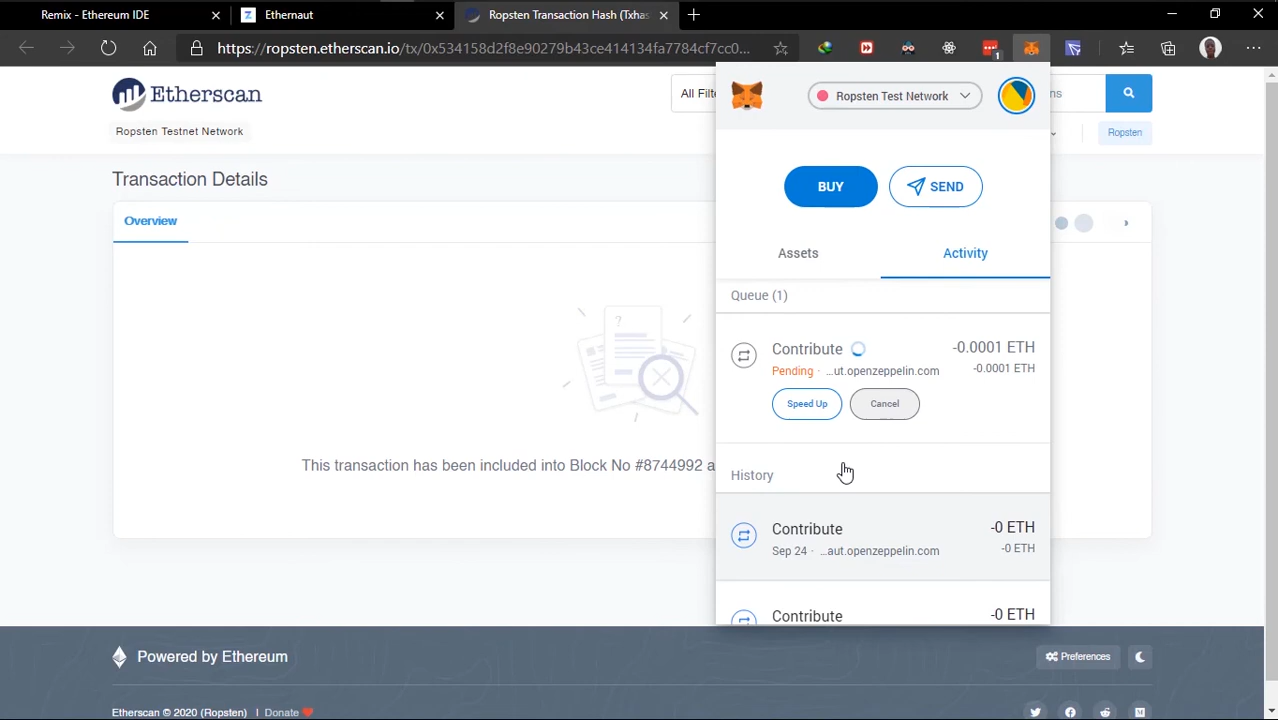 Remix - Ethereum IDE
Ethernaut
Ropsten Transaction Hash (Txhas
https://ropsten.etherscan.io/tx/0x534158d2f8e90279b43ce414134fa7784cf7cc0...
1
Etherscan
All Filte
ns
Ropsten Testnet Network
Ropsten
Ropsten Test Network
Transaction Details
BUY
SEND
Overview
Assets
Activity
Queue (1)
?
Contribute
-0.0001 ETH
Pending · ...ut.openzeppelin.com
-0.0001 ETH
Speed Up
Cancel
This transaction has been included into Block No #8744992 a
History
Contribute
-0 ETH
Sep 24 · ...aut.openzeppelin.com
-0 ETH
Contribute
-0 ETH
Powered by Ethereum
Preferences
Etherscan © 2020 (Ropsten) | Donate